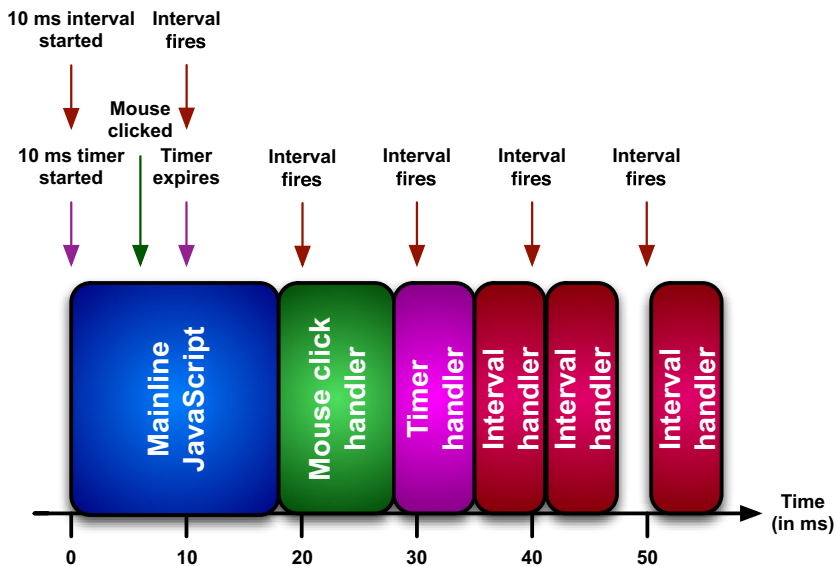 10 ms interval
started
Interval
fires
Mouse
clicked
10 ms timer
started
Timer
expires
Interval
fires
Interval
fires
Interval
fires
Interval
fires
Mainline
JavaScript
Mouse click
handler
Timer
handler
Interval
handler
Interval
handler
Interval
handler
Time
(in ms)
0
10
20
30
40
50